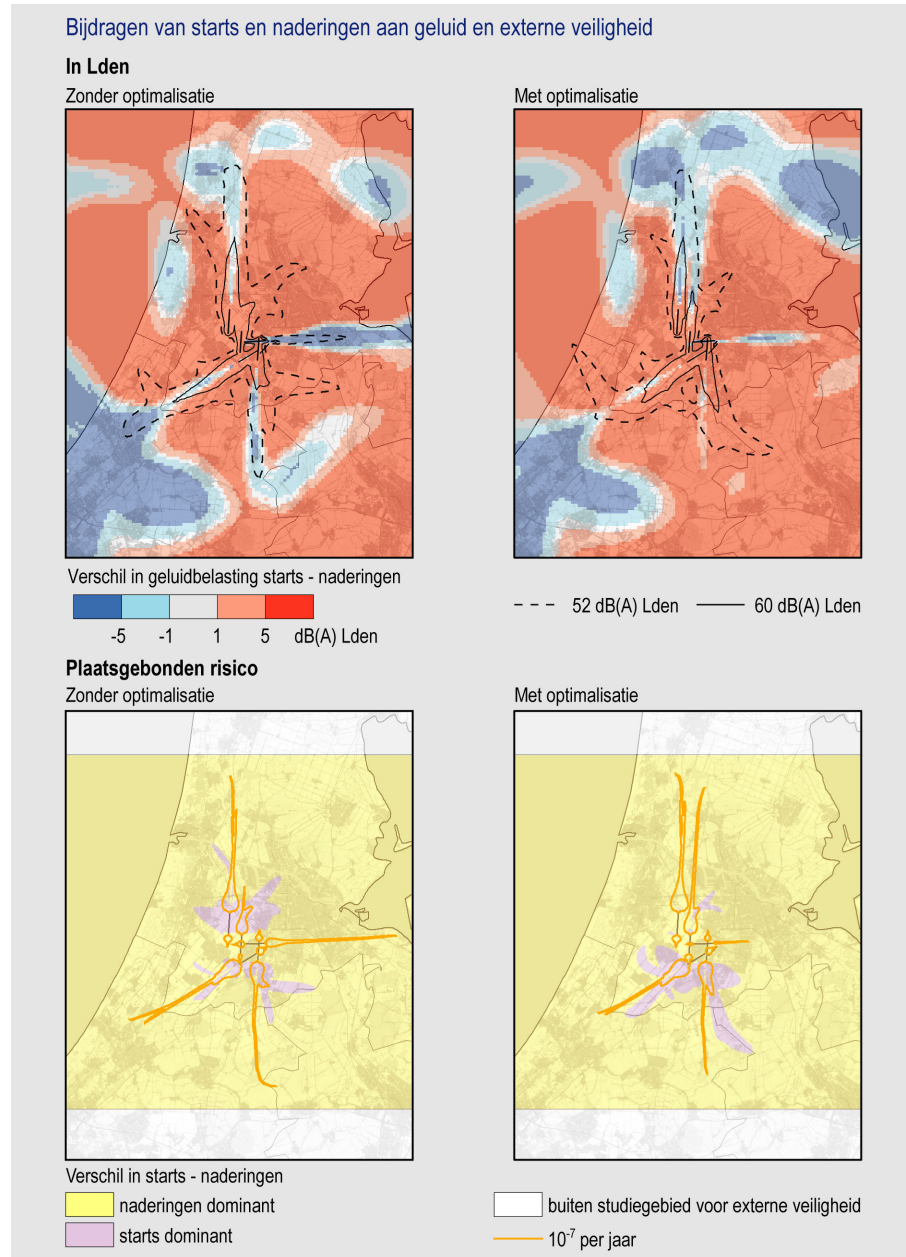 Bijdragen van starts en naderingen aan geluid en externe veiligheid
In Lden
Zonder optimalisatie
Met optimalisatie
Verschil in geluidbelasting starts - naderingen
-5 -1 1 5 dB(A) Lden
52 dB(A) Lden
60 dB(A) Lden
Plaatsgebonden risico
Zonder optimalisatie
Met optimalisatie
Verschil in starts - naderingen
naderingen dominant
starts dominant
buiten studiegebied voor externe veiligheid
10⁻⁷ per jaar